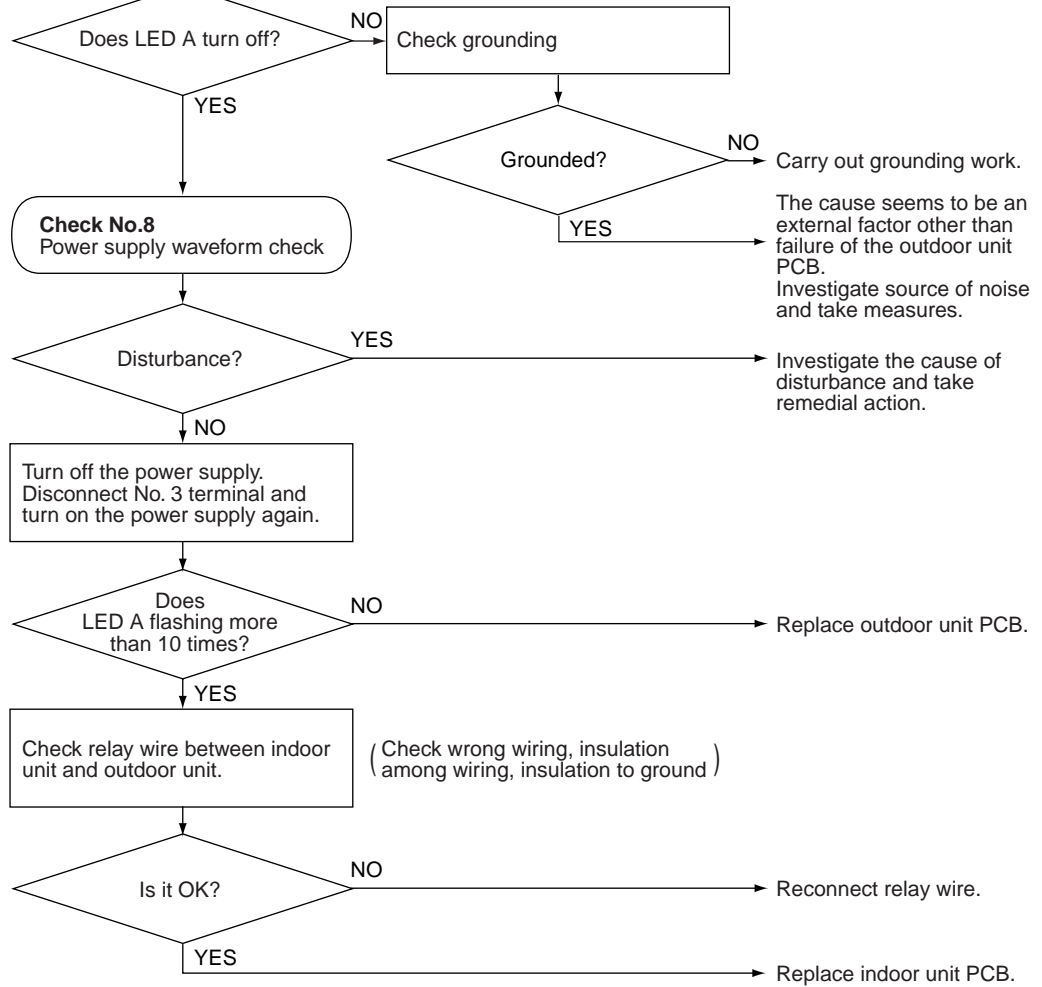 Does LED A turn off?
NO
Check grounding
YES
Grounded?
NO
Carry out grounding work.
YES
The cause seems to be an
external factor other than
failure of the outdoor unit
PCB.
Investigate source of noise
and take measures.
Check No.8
Power supply waveform check
Disturbance?
YES
Investigate the cause of
disturbance and take
remedial action.
NO
Turn off the power supply.
Disconnect No. 3 terminal and
turn on the power supply again.
Does
LED A flashing more
than 10 times?
NO
Replace outdoor unit PCB.
YES
Check relay wire between indoor
unit and outdoor unit.
(Check wrong wiring, insulation
among wiring, insulation to ground)
Is it OK?
NO
Reconnect relay wire.
YES
Replace indoor unit PCB.